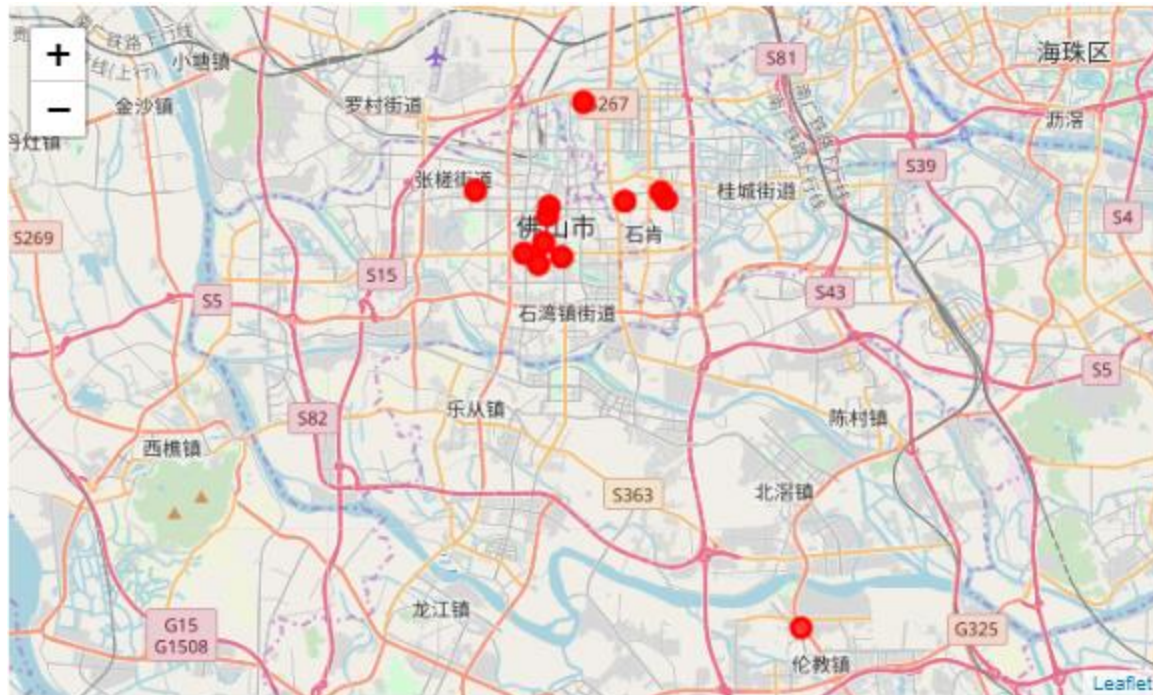 +
−
小塘镇
金沙镇
丹灶镇
罗村街道
S267
S81
海珠区
沥滘
S39
张槎街道
桂城街道
S4
S269
佛山市
石肯
S15
S43
S5
石湾镇街道
S5
S82
乐从镇
陈村镇
西樵镇
S363
北滘镇
龙江镇
G15
G1508
G325
伦教镇
Leaflet